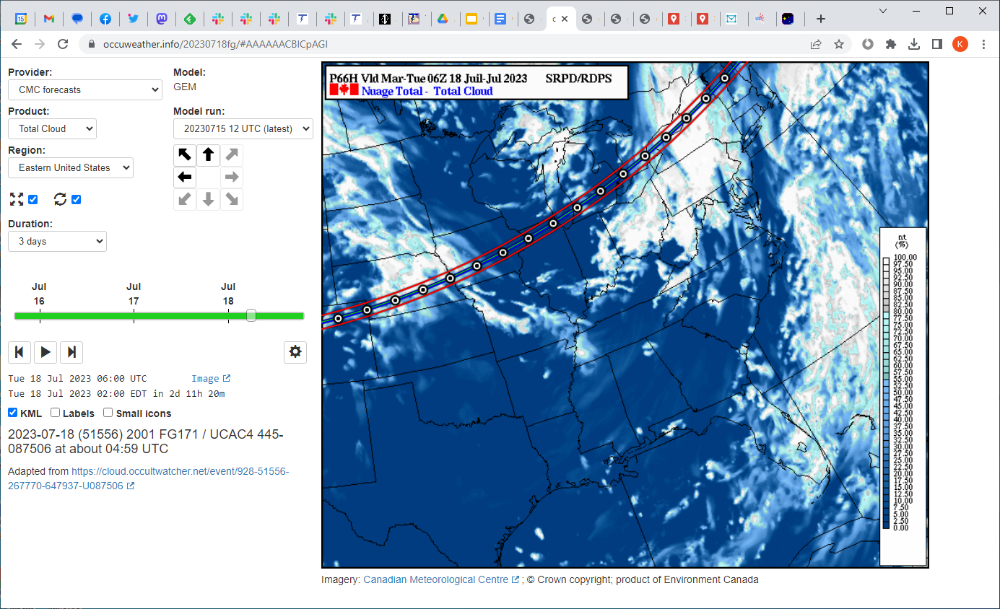 15
c
occuweather.info/20230718fg/#AAAAAACBICpAGI
K
Provider:
CMC forecasts
Model:
GEM
Product:
Total Cloud
Model run:
20230715 12 UTC (latest)
Region:
Eastern United States
Duration:
3 days
Jul Jul Jul
16 17 18
Tue 18 Jul 2023 06:00 UTC Image
Tue 18 Jul 2023 02:00 EDT in 2d 11h 20m
KML Labels Small icons
2023-07-18 (51556) 2001 FG171 / UCAC4 445-
087506 at about 04:59 UTC
Adapted from https://cloud.occultwatcher.net/event/928-51556-
267770-647937-U087506
P66H Vld Mar-Tue 06Z 18 Juil-Jul 2023 SRPD/RDPS
Nuage Total - Total Cloud
nt
(%)
100.00
97.50
95.00
92.50
90.00
87.50
85.00
82.50
80.00
77.50
75.00
72.50
70.00
67.50
65.00
62.50
60.00
57.50
55.00
52.50
50.00
47.50
45.00
42.50
40.00
37.50
35.00
32.50
30.00
27.50
25.00
22.50
20.00
17.50
15.00
12.50
10.00
7.50
5.00
2.50
0.00
Imagery: Canadian Meteorological Centre ; © Crown copyright; product of Environment Canada